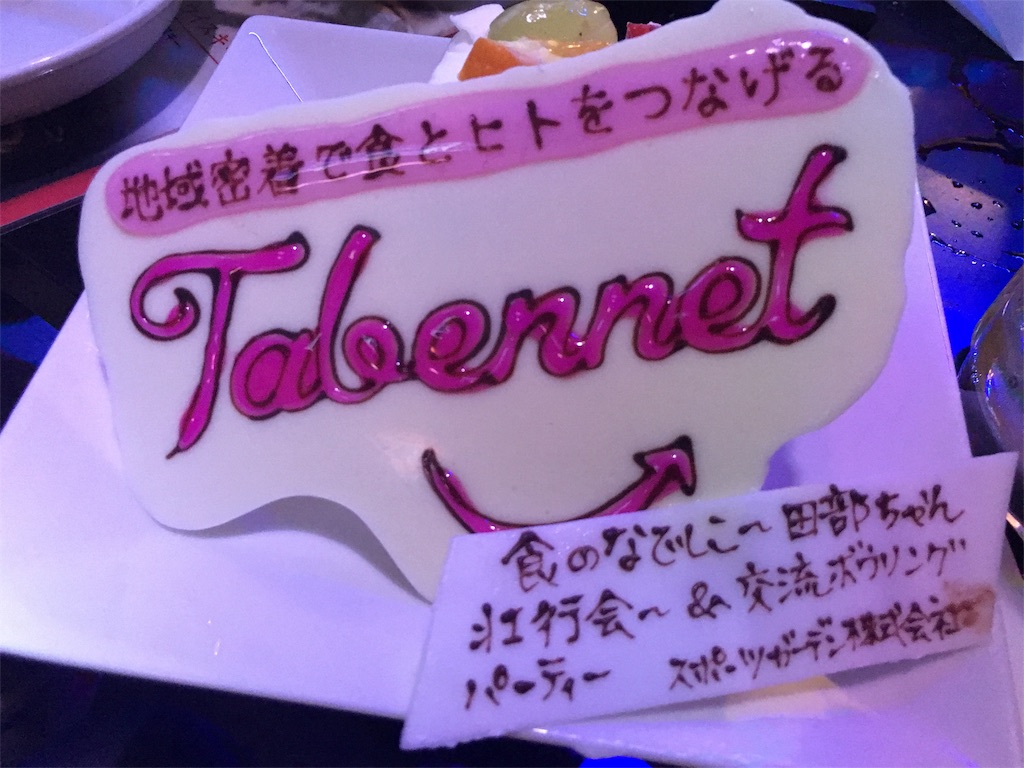 地域密着で食とヒトをつなげる
Tabennet
食のなでしこ〜田部ちゃん
壮行会〜&交流ボウリング
パーティー スポーツガーデン株式会社